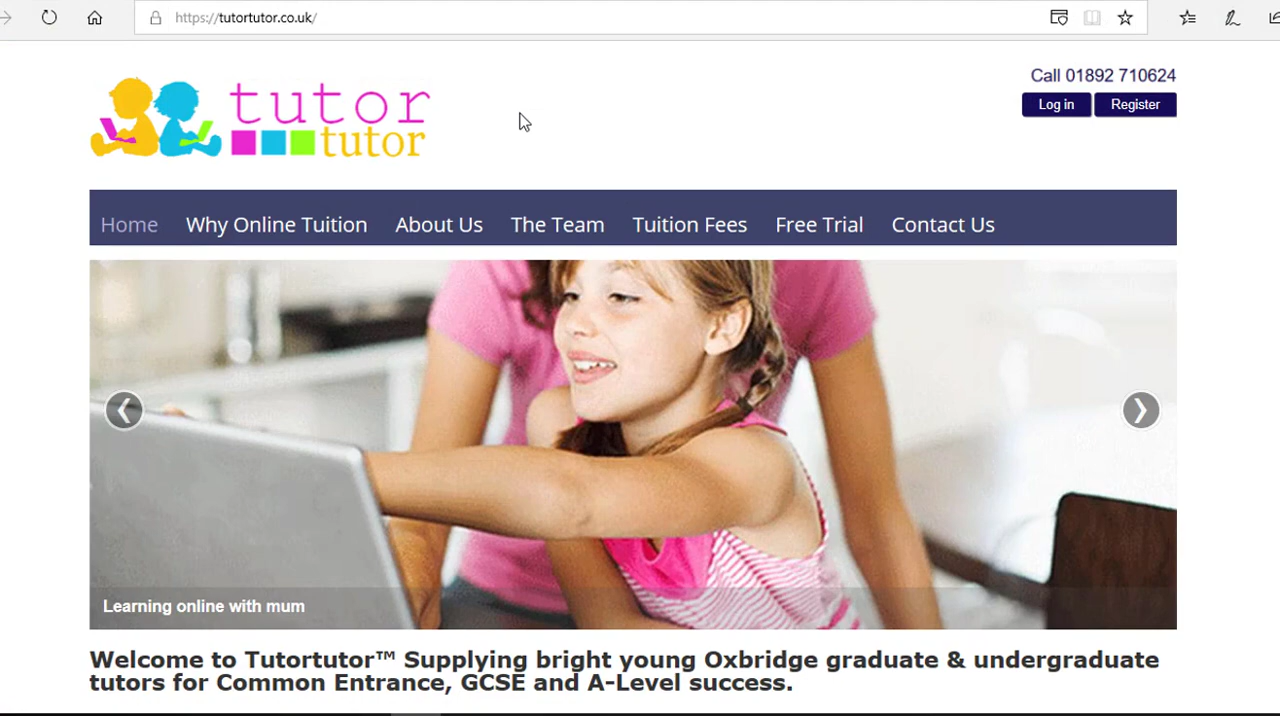 https://tutortutor.co.uk/
tutor
tutor
Call 01892 710624
Log in Register
Home Why Online Tuition About Us The Team Tuition Fees Free Trial Contact Us
Learning online with mum
Welcome to Tutortutor™ Supplying bright young Oxbridge graduate & undergraduate
tutors for Common Entrance, GCSE and A-Level success.